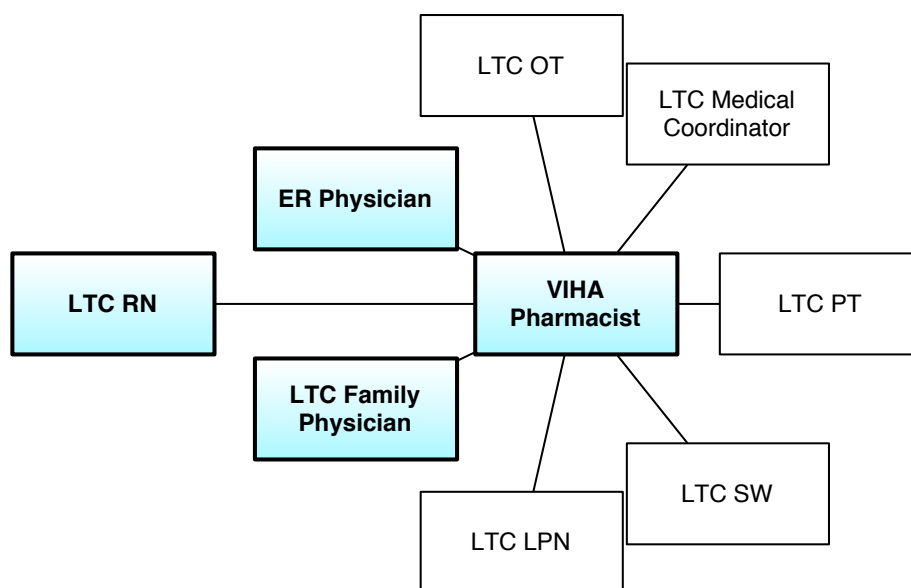 LTC OT
LTC Medical
Coordinator
ER Physician
LTC RN
VIHA
Pharmacist
LTC PT
LTC Family
Physician
LTC SW
LTC LPN